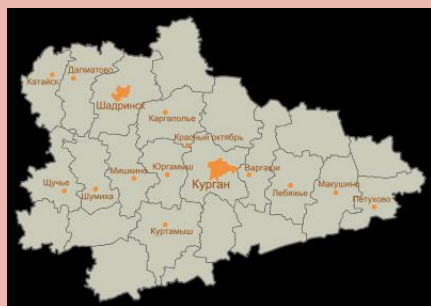 Далматово
Катайск
Шадринск
Каргаполье
Красный октябрь
Мишкино
Юргамыш
Варгаши
Щучье
Шумиха
Курган
Лебяжье
Макушино
Петухово
Куртамыш